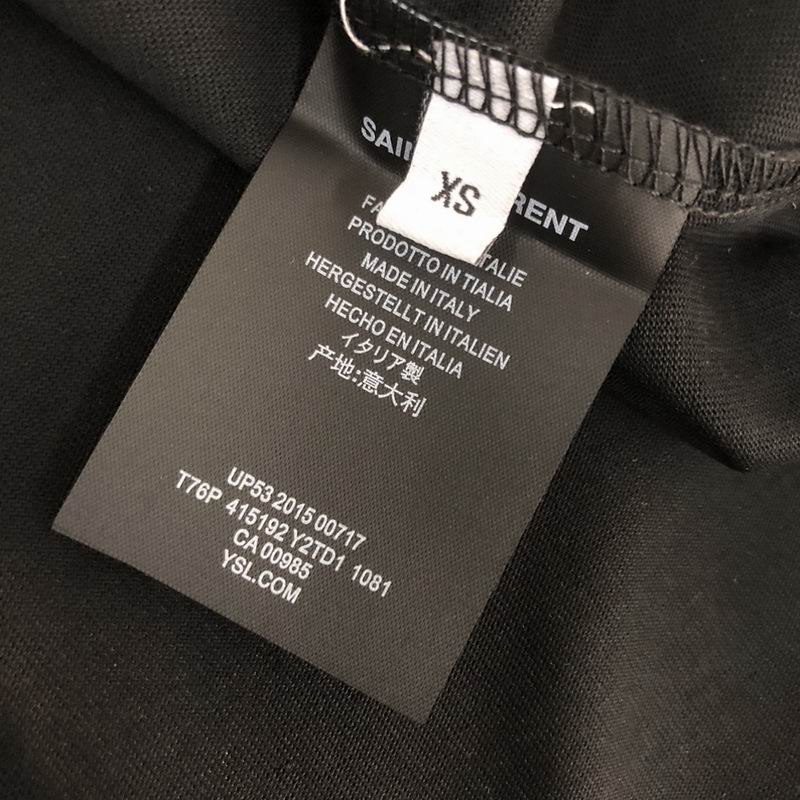 XS
PRODOTTO IN TIALIA
MADE IN ITALY
HERGESTELLT IN ITALIEN
HECHO EN ITALIA
イタリア製
产地:意大利
UP53 2015 00717
T76P 415192 Y2TD1 1081
CA 00985
YSL.COM